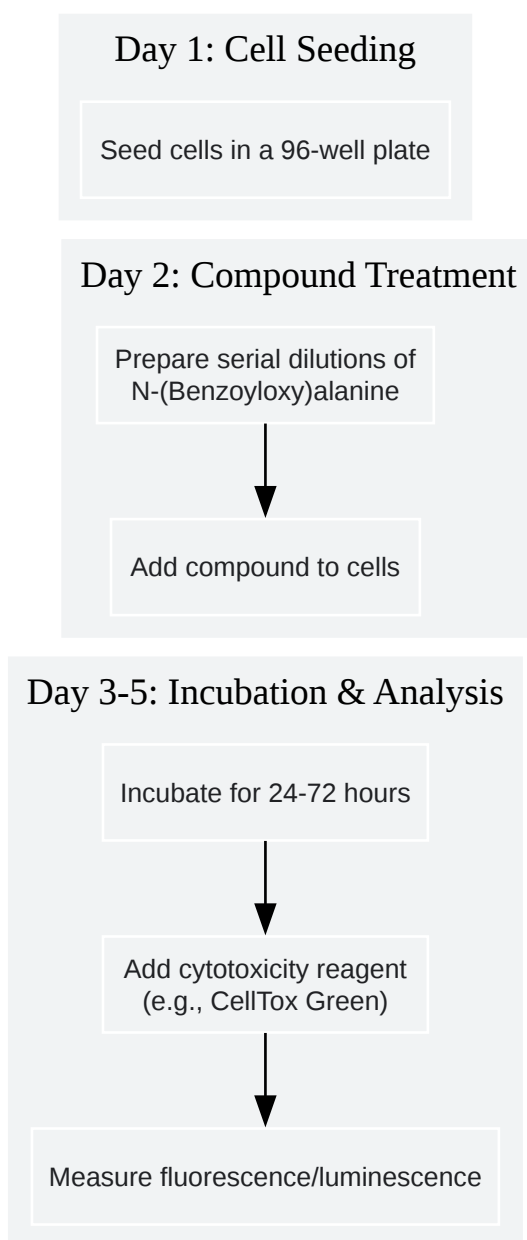 Day 1: Cell Seeding
Seed cells in a 96-well plate
Day 2: Compound Treatment
Prepare serial dilutions of
N-(Benzoyloxy)alanine
Add compound to cells
Day 3-5: Incubation & Analysis
Incubate for 24-72 hours
Add cytotoxicity reagent
(e.g., CellTox Green)
Measure fluorescence/luminescence